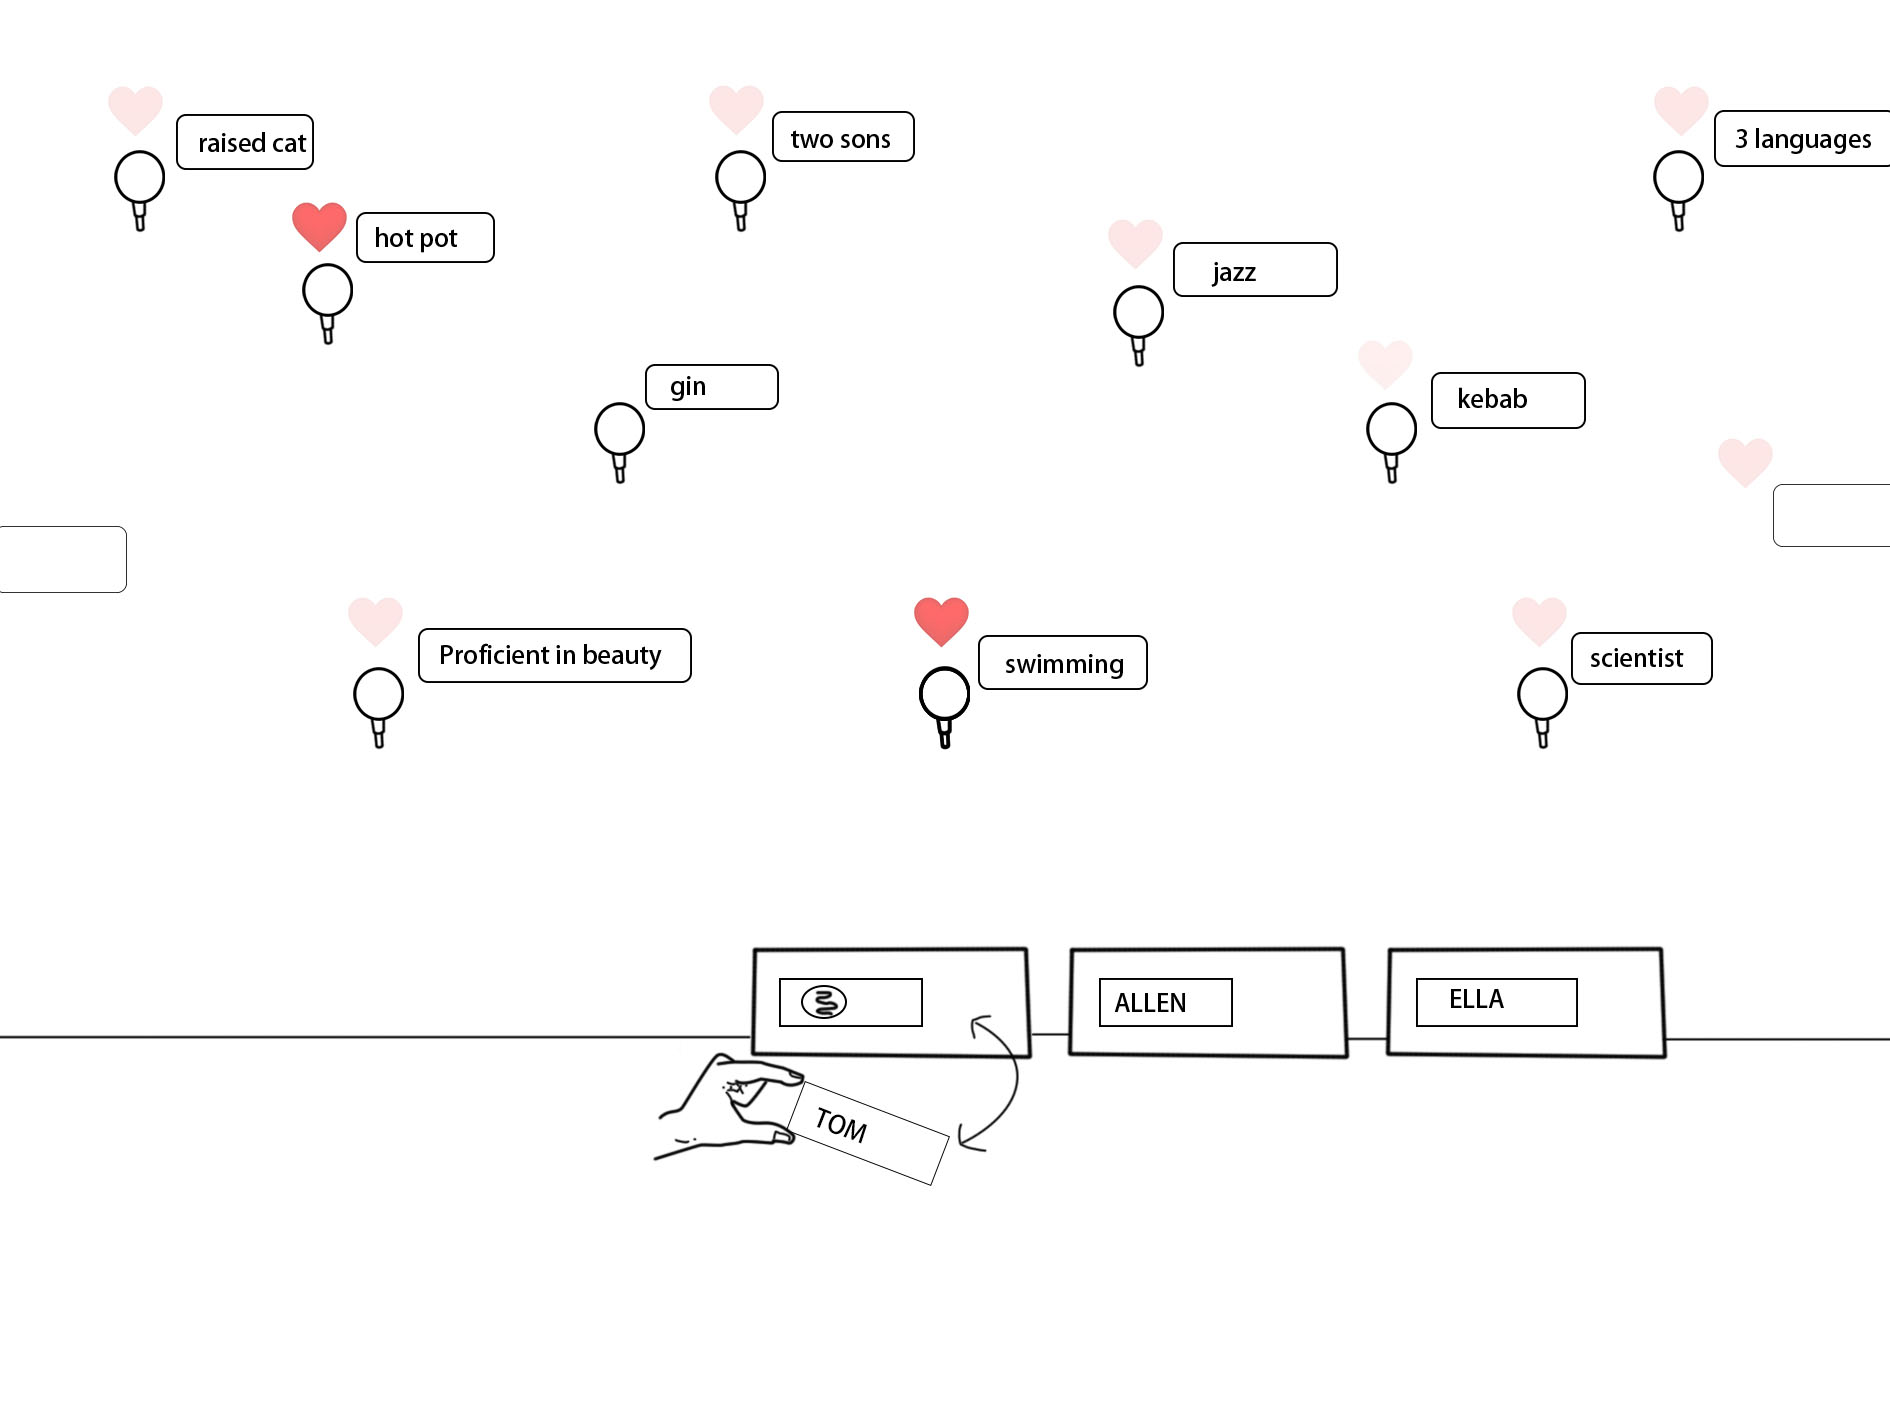 raised cat
two sons
3 languages
hot pot
jazz
gin
kebab
Proficient in beauty
swimming
scientist
ALLEN
ELLA
TOM